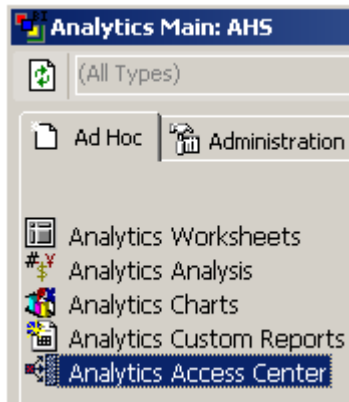 Analytics Main: AHS
(All Types)
Ad Hoc Administration
Analytics Worksheets
Analytics Analysis
Analytics Charts
Analytics Custom Reports
Analytics Access Center